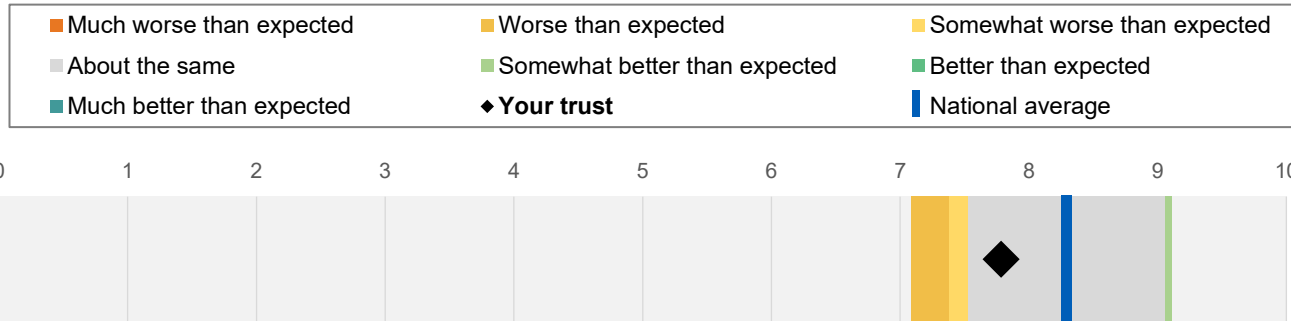 Much worse than expected Worse than expected Somewhat worse than expected
About the same Somewhat better than expected Better than expected
Much better than expected Your trust National average
0 1 2 3 4 5 6 7 8 9 10